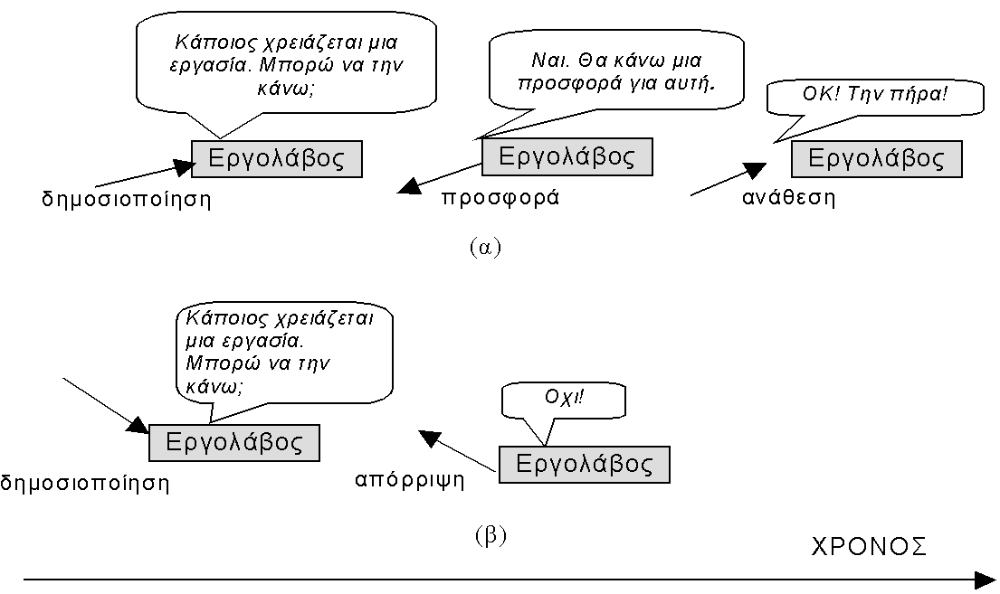 Κάποιος χρειάζεται μια
εργασία. Μπορώ να την
κάνω;
Ναι. Θα κάνω μια
προσφορά για αυτή.
ΟΚ! Την πήρα!
Εργολάβος
Εργολάβος
Εργολάβος
δημοσιοποίηση
προσφορά
ανάθεση
(α)
Κάποιος χρειάζεται
μια εργασία.
Μπορώ να την
κάνω;
Οχι!
Εργολάβος
Εργολάβος
δημοσιοποίηση
απόρριψη
(β)
ΧΡΟΝΟΣ